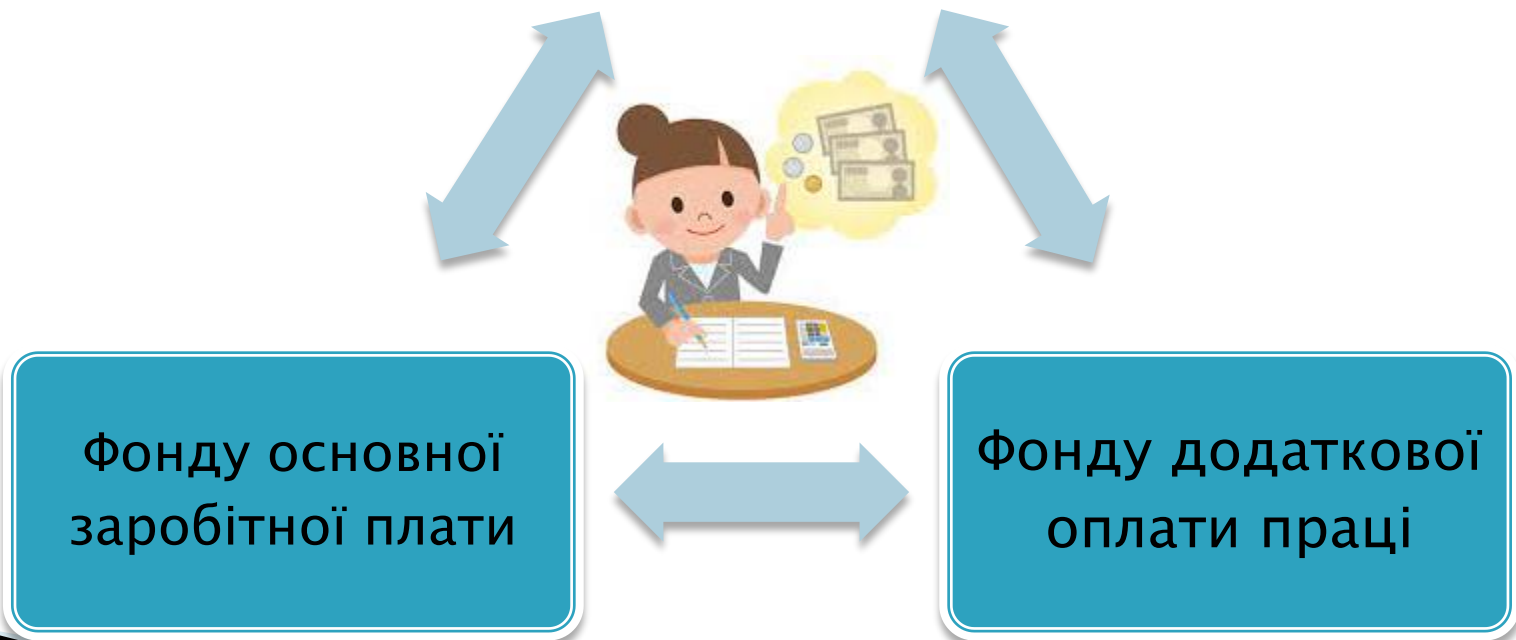 Фонду основної
заробітної плати
Фонду додаткової
оплати праці